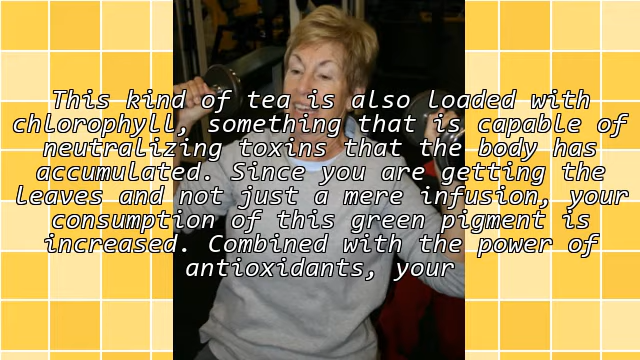 This kind of tea is also loaded with
chlorophyll, something that is capable of
neutralizing toxins that the body has
accumulated. Since you are getting the
leaves and not just a mere infusion, your
consumption of this green pigment is
increased. Combined with the power of
antioxidants, your